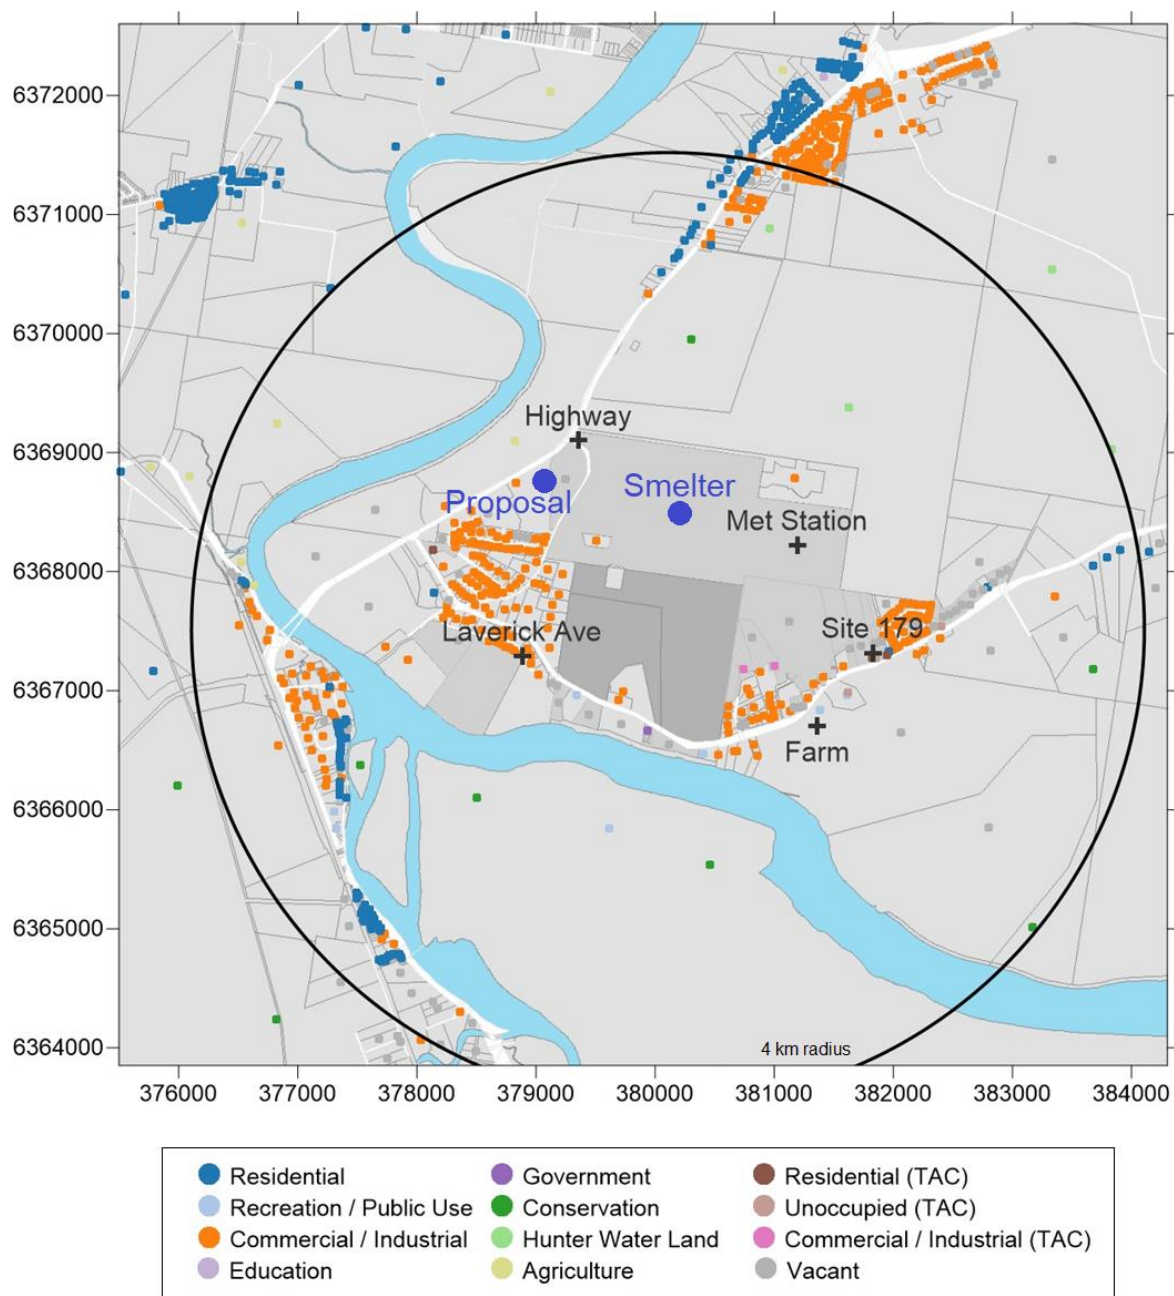 6372000
6371000
6370000
6369000
6368000
6367000
6366000
6365000
6364000
Highway
Proposal
Smelter
Met Station
Laverick Ave
Site 179
Farm
4 km radius
376000 377000 378000 379000 380000 381000 382000 383000 384000
Residential Government Residential (TAC)
Recreation / Public Use Conservation Unoccupied (TAC)
Commercial / Industrial Hunter Water Land Commercial / Industrial (TAC)
Education Agriculture Vacant